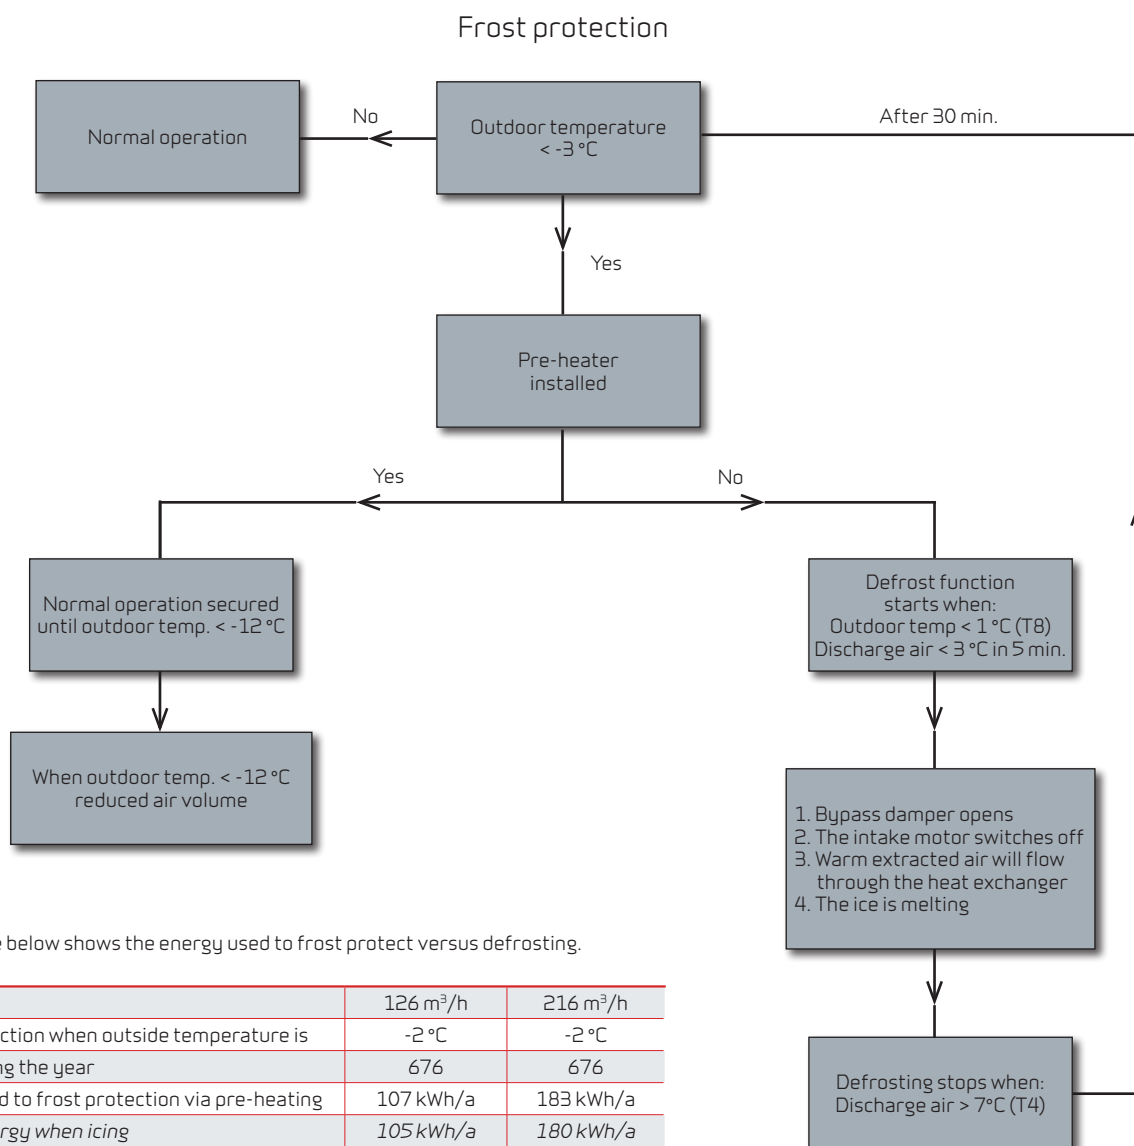 Frost protection
Normal operation
No
Outdoor temperature
< -3 °C
After 30 min.
Yes
Pre-heater
installed
Yes
No
Normal operation secured
until outdoor temp. < -12 °C
Defrost function
starts when:
Outdoor temp < 1 °C (T8)
Discharge air < 3 °C in 5 min.
When outdoor temp. < -12 °C
reduced air volume
1. Bypass damper opens
2. The intake motor switches off
3. Warm extracted air will flow
through the heat exchanger
4. The ice is melting
below shows the energy used to frost protect versus defrosting.
126 m³/h 216 m³/h
when outside temperature is -2 °C -2 °C
the year 676 676
to frost protection via pre-heating 107 kWh/a 183 kWh/a
when icing 105 kWh/a 180 kWh/a
Defrosting stops when:
Discharge air > 7°C (T4)